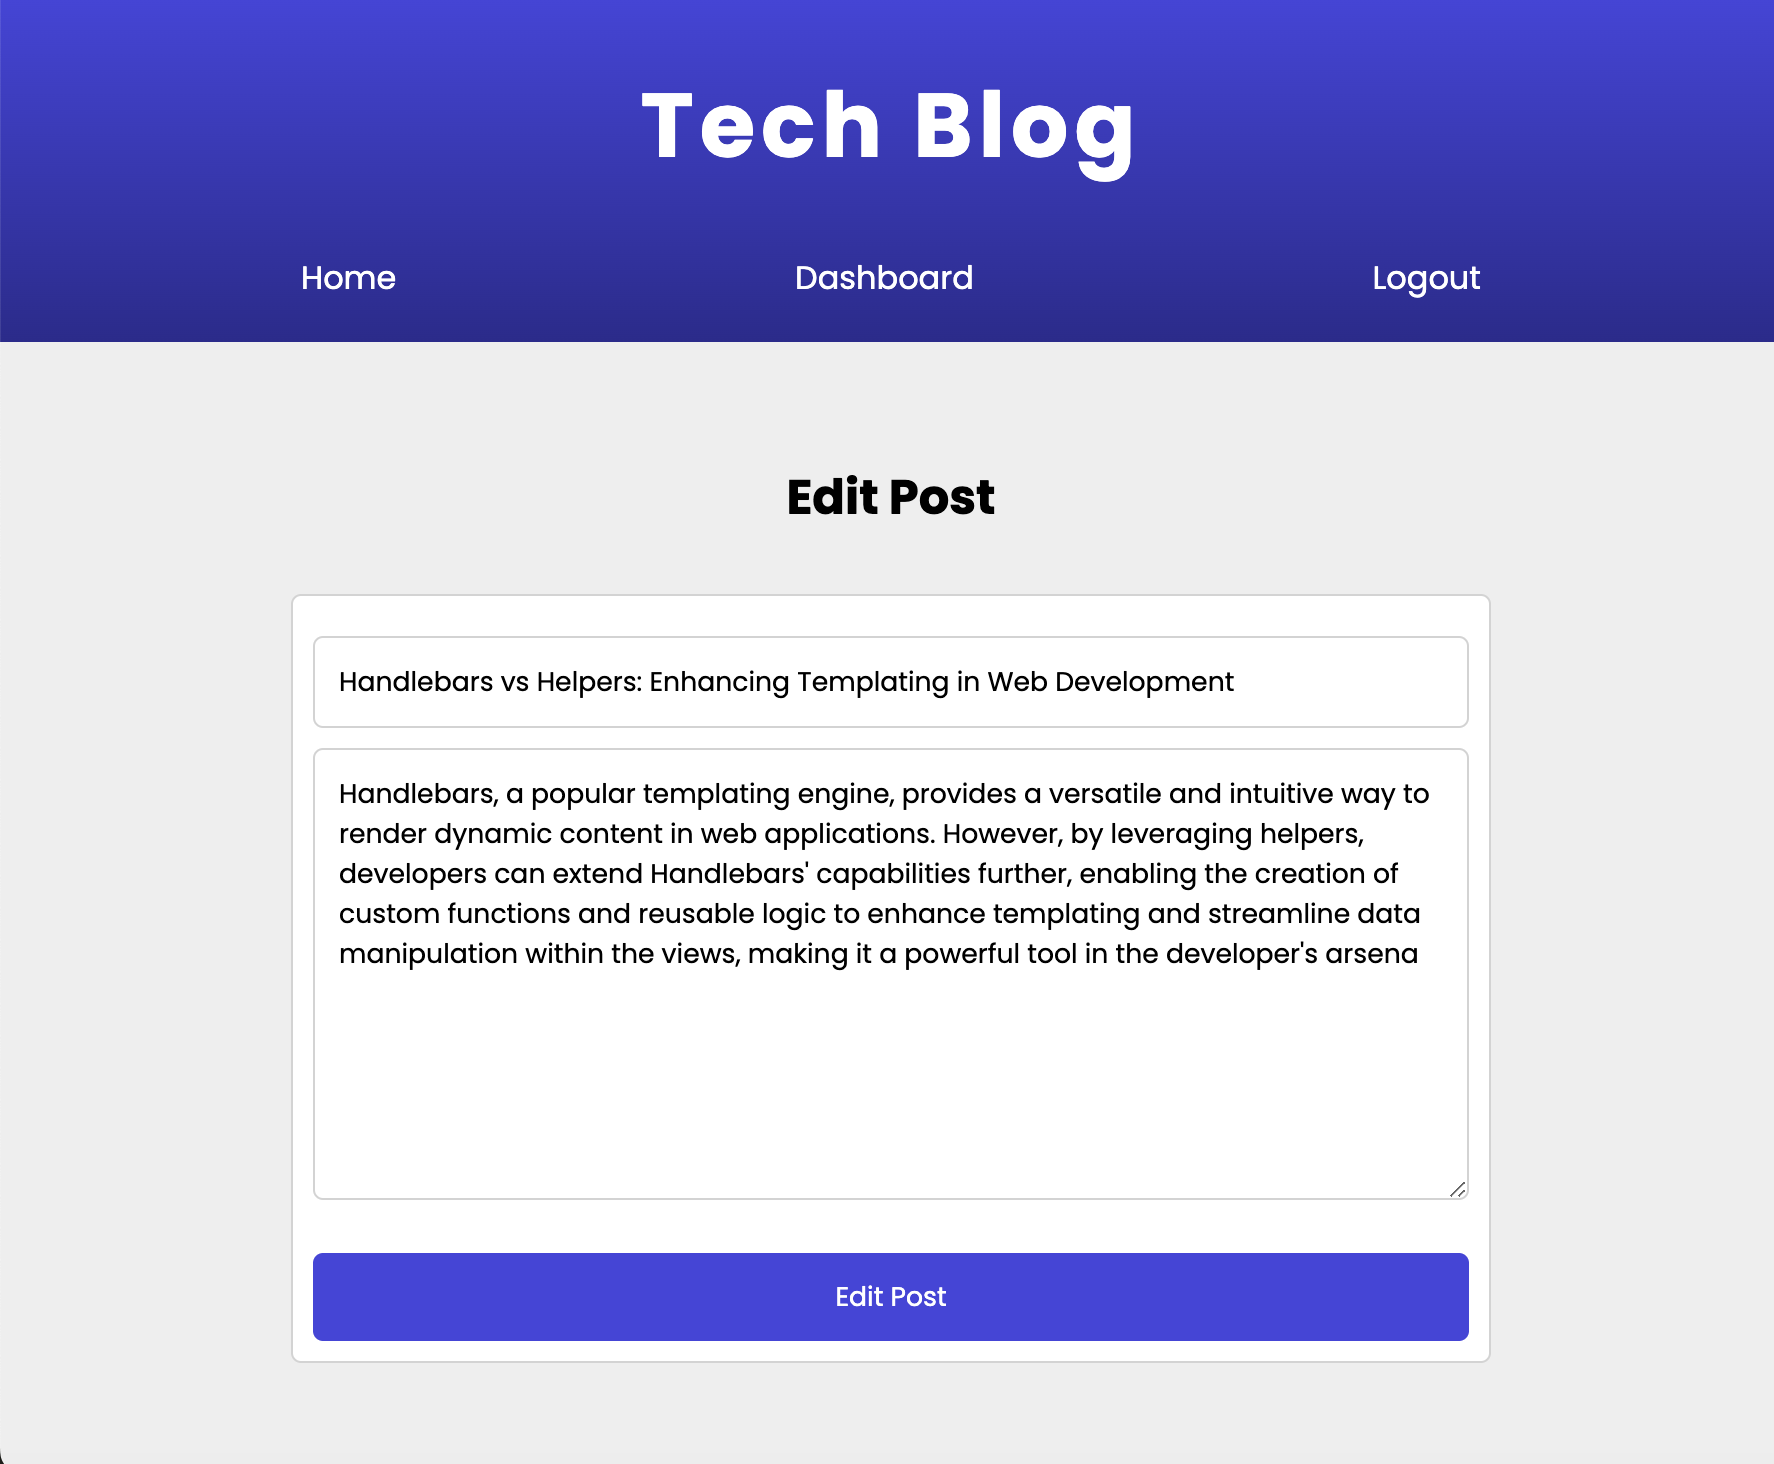 Tech Blog
Home Dashboard Logout
Edit Post
Handlebars vs Helpers: Enhancing Templating in Web Development
Handlebars, a popular templating engine, provides a versatile and intuitive way to
render dynamic content in web applications. However, by leveraging helpers,
developers can extend Handlebars' capabilities further, enabling the creation of
custom functions and reusable logic to enhance templating and streamline data
manipulation within the views, making it a powerful tool in the developer's arsena
Edit Post